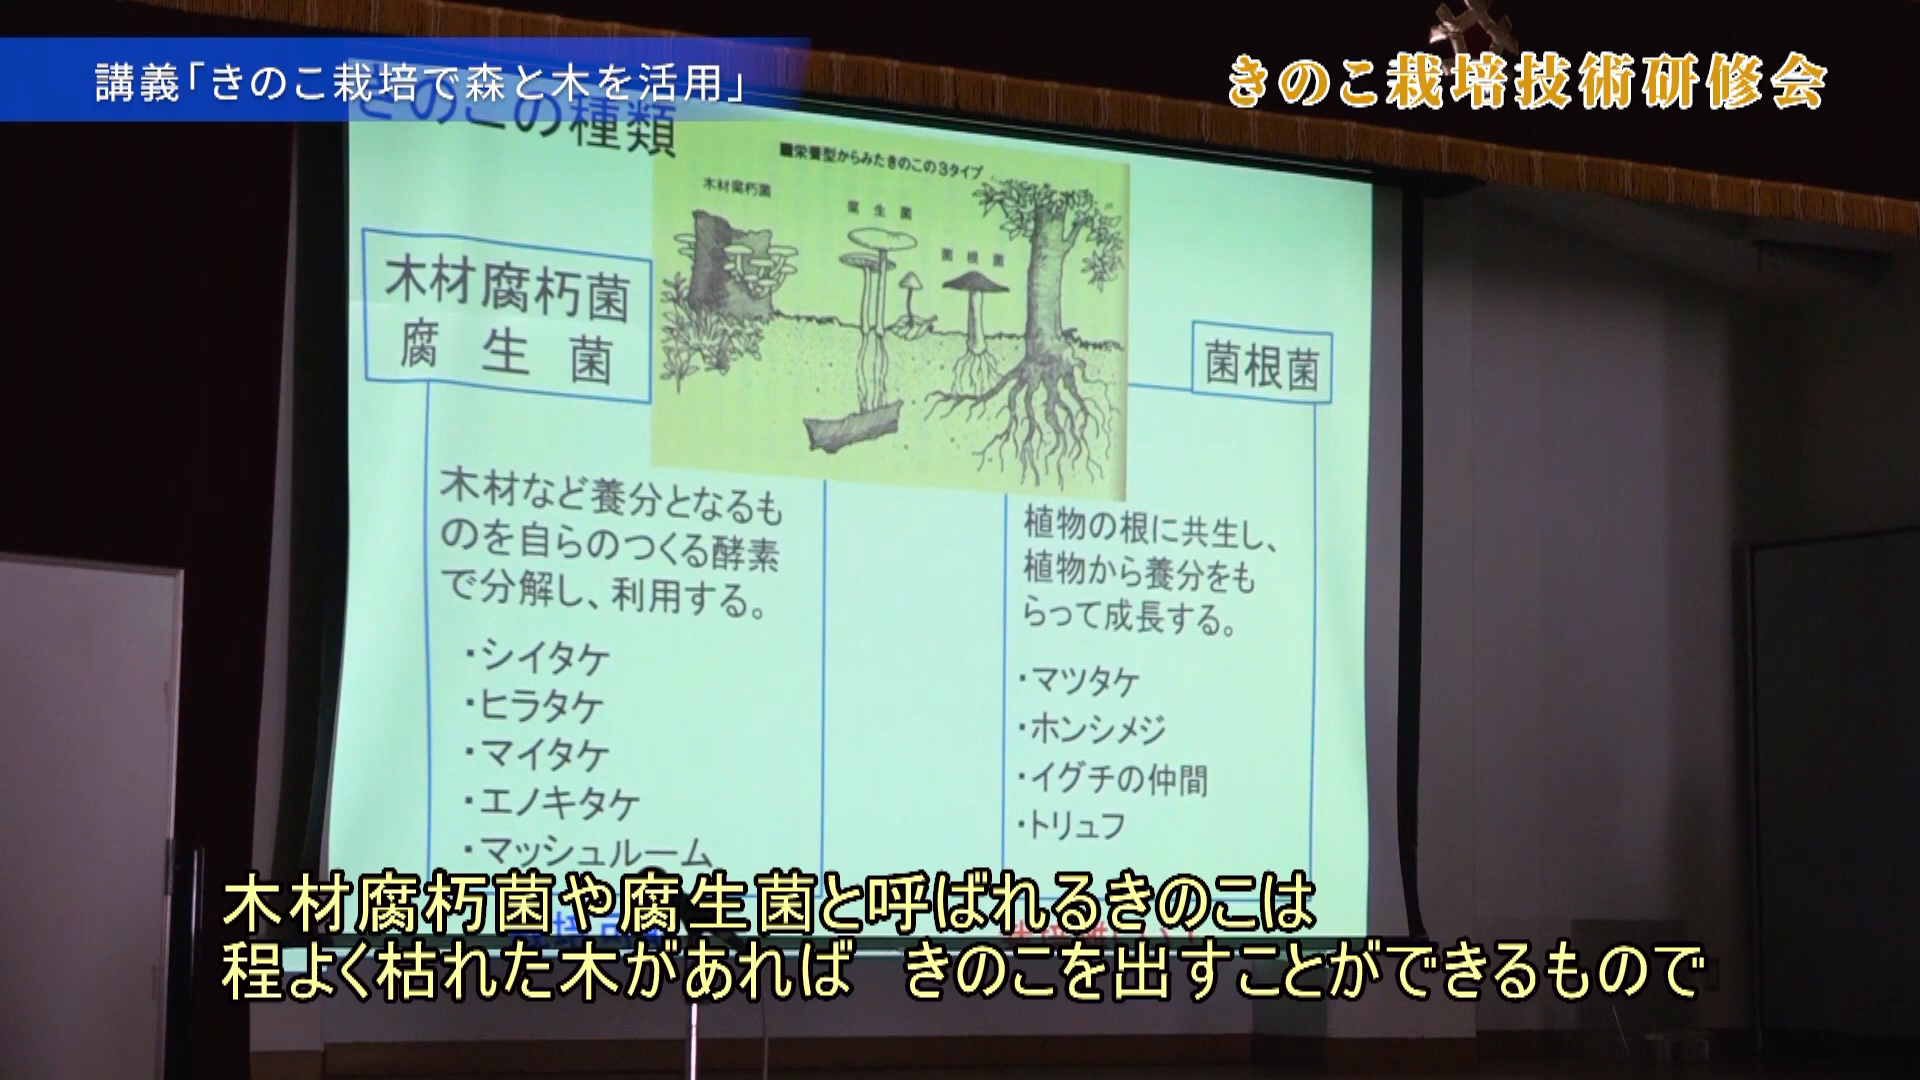 講義「きのこ栽培で森と木を活用」
きのこ栽培技術研修会
きのこの種類
■栄養型からみたきのこの3タイプ
木材腐朽菌
腐生菌
菌根菌
木材腐朽菌
腐生菌
菌根菌
木材など養分となるも
のを自らのつくる酵素
で分解し、利用する。
・シイタケ
・ヒラタケ
・マイタケ
・エノキタケ
・マッシュルーム
植物の根に共生し、
植物から養分をも
らって成長する。
・マツタケ
・ホンシメジ
・イグチの仲間
・トリュフ
木材腐朽菌や腐生菌と呼ばれるきのこは
程よく枯れた木があれば　きのこを出すことができるもので